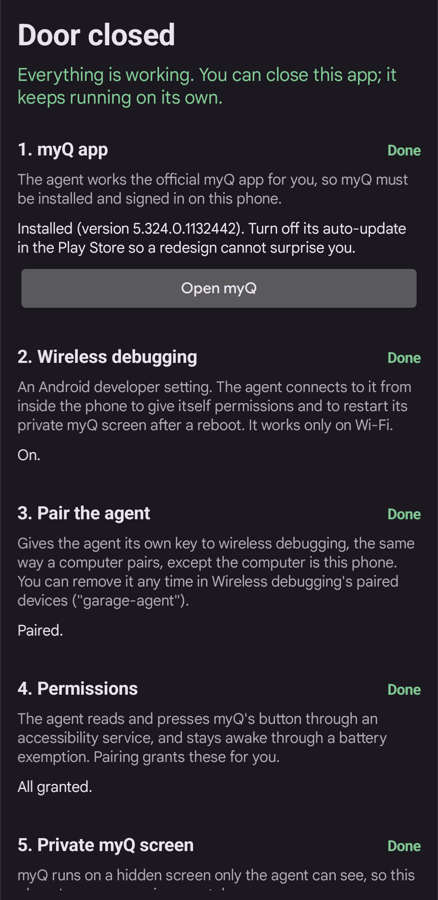 Door closed
Everything is working. You can close this app; it
keeps running on its own.
1. myQ app
Done
The agent works the official myQ app for you, so myQ must
be installed and signed in on this phone.
Installed (version 5.324.0.1132442). Turn off its auto-update
in the Play Store so a redesign cannot surprise you.
Open myQ
2. Wireless debugging
Done
An Android developer setting. The agent connects to it from
inside the phone to give itself permissions and to restart its
private myQ screen after a reboot. It works only on Wi-Fi.
On.
3. Pair the agent
Done
Gives the agent its own key to wireless debugging, the same
way a computer pairs, except the computer is this phone.
You can remove it any time in Wireless debugging's paired
devices ("garage-agent").
Paired.
4. Permissions
Done
The agent reads and presses myQ's button through an
accessibility service, and stays awake through a battery
exemption. Pairing grants these for you.
All granted.
5. Private myQ screen
Done
myQ runs on a hidden screen only the agent can see, so this